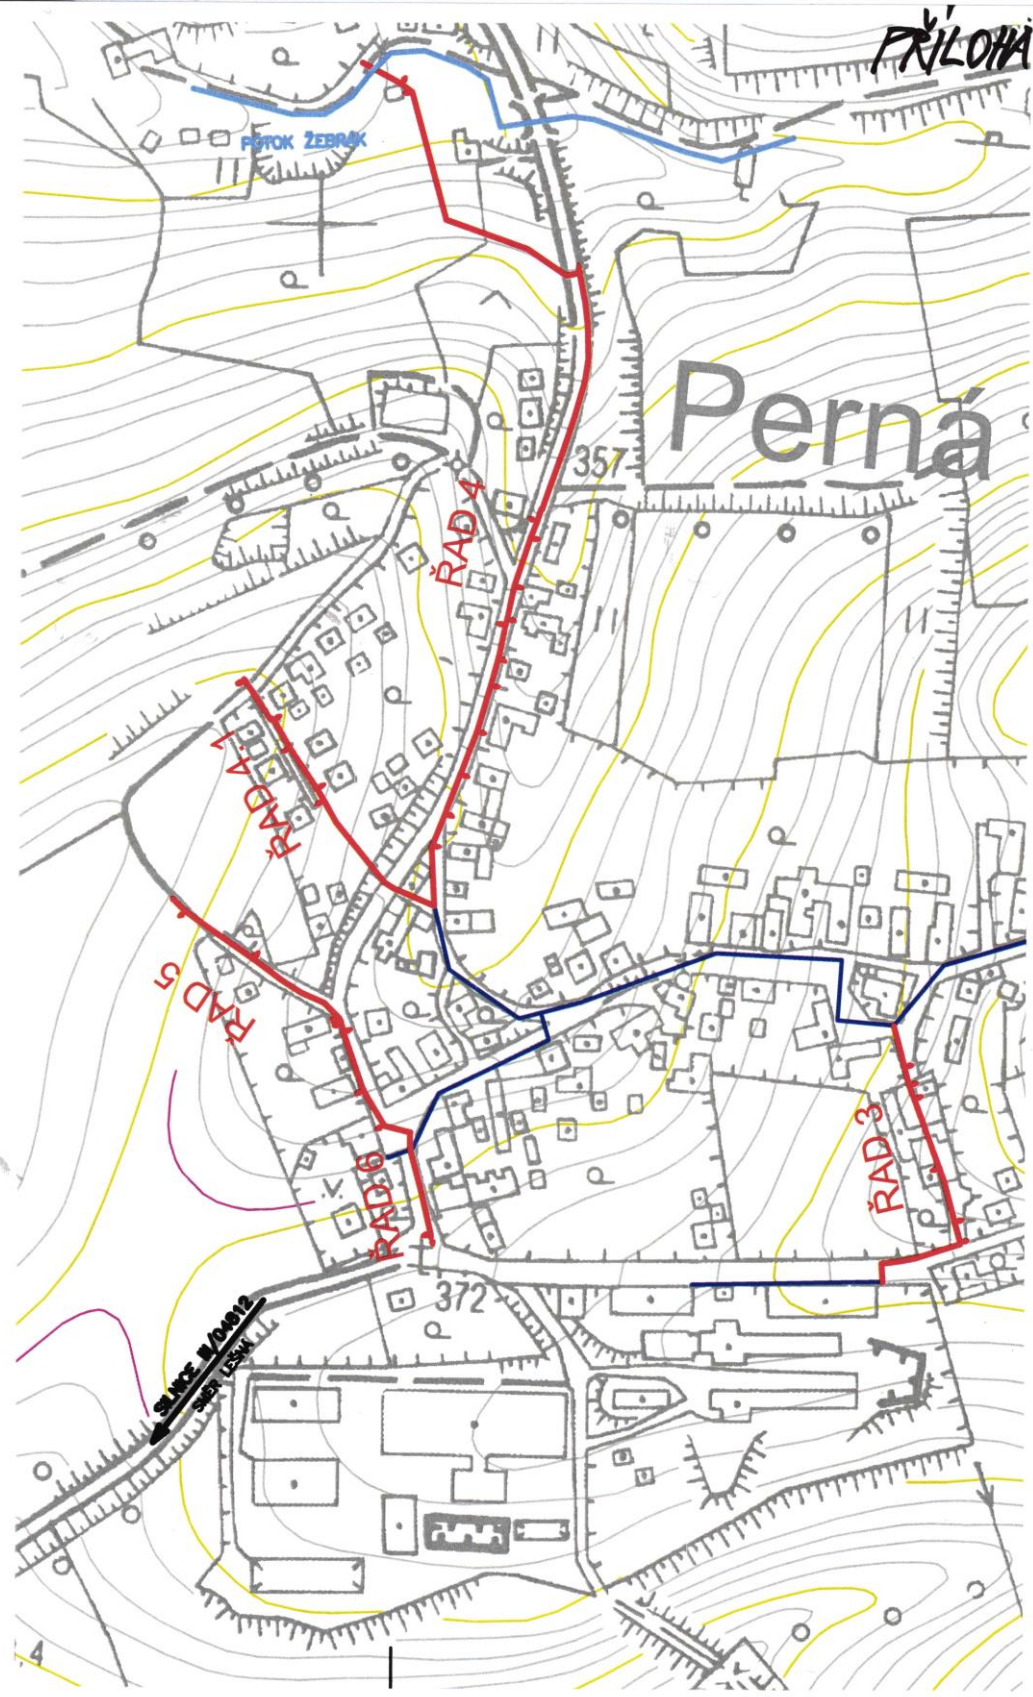 PŘÍLOHA
POTOK ŽEBRÁK
Perná
357
ŘAD 4
ŘAD 4.1
ŘAD 5
ŘAD 6
ŘAD 3
372
SILNICE III/04812
SMĚR LEŠNÁ
4